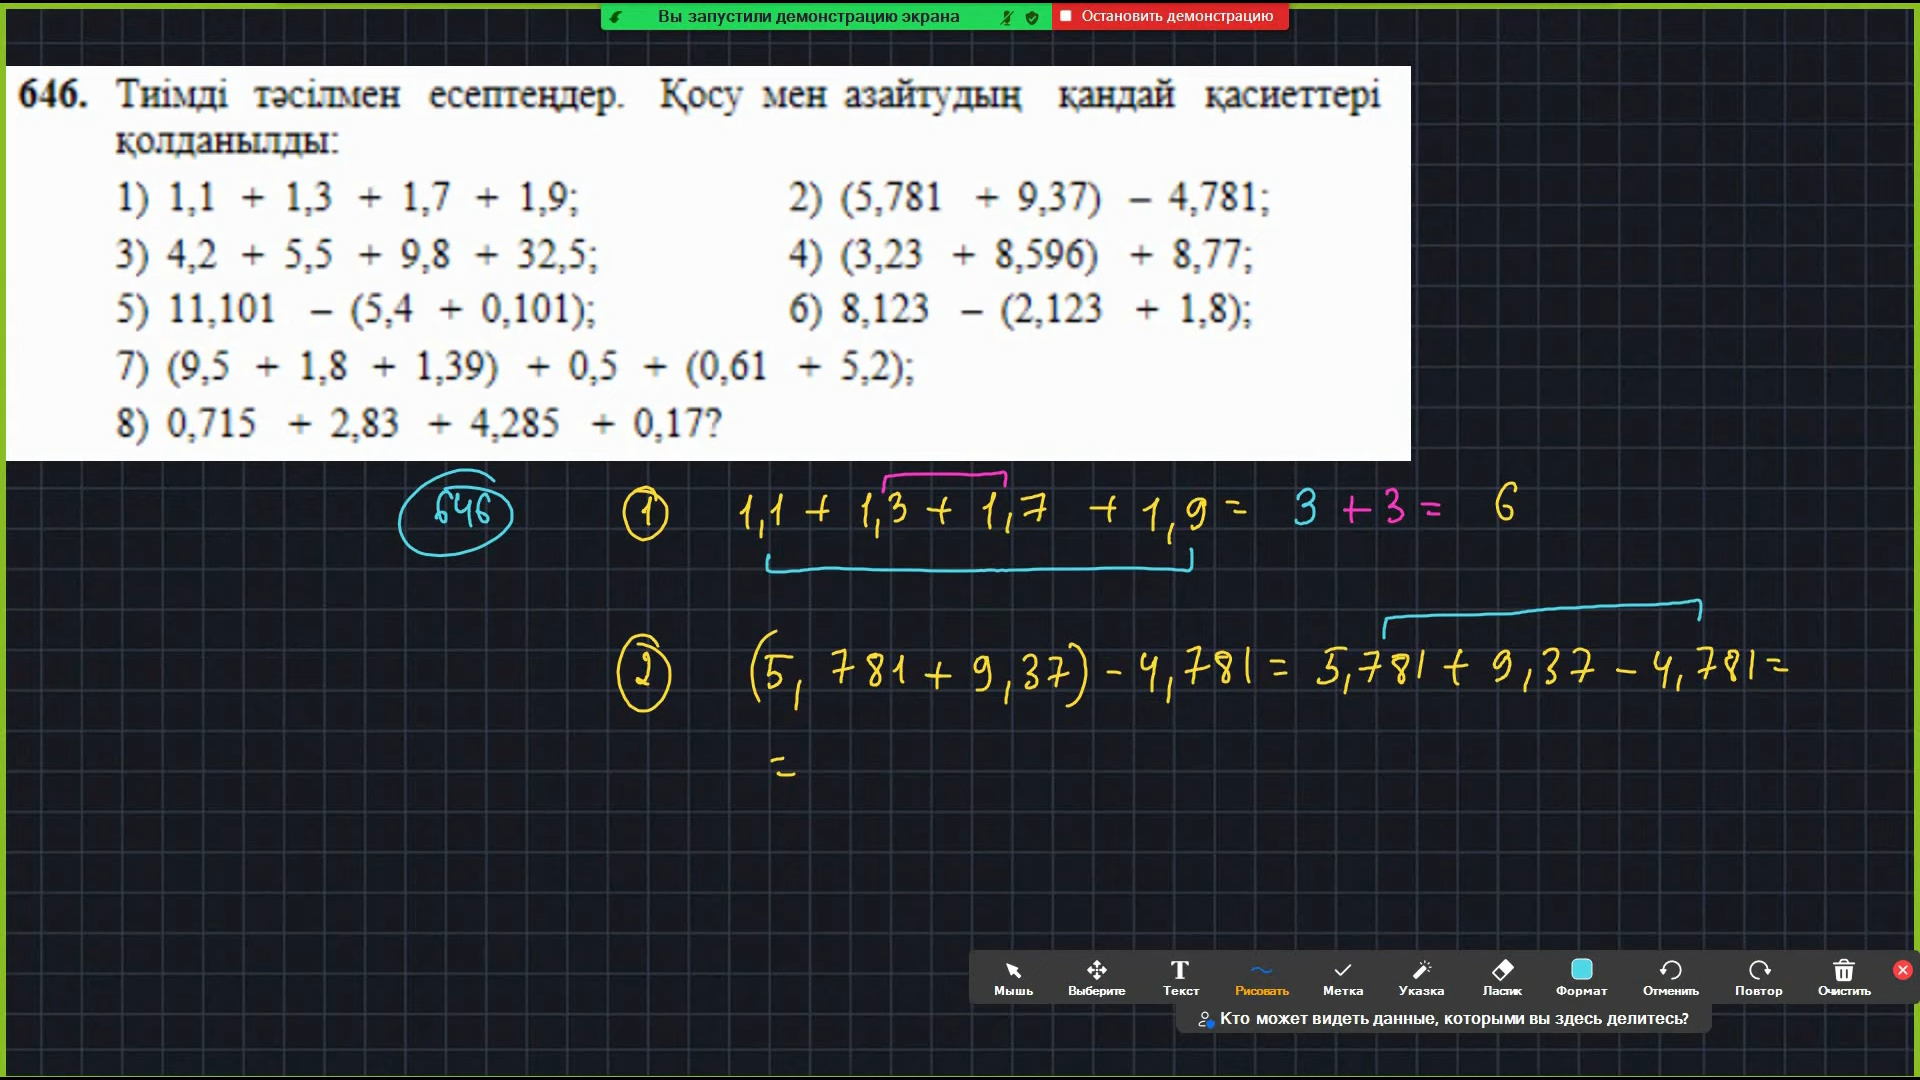 Вы запустили демонстрацию экрана
Остановить демонстрацию
646. Тиімді тәсілмен есептеңдер. Қосу мен азайтудың қандай қасиеттері
қолданылды:
1) 1,1 + 1,3 + 1,7 + 1,9; 2) (5,781 + 9,37) – 4,781;
3) 4,2 + 5,5 + 9,8 + 32,5; 4) (3,23 + 8,596) + 8,77;
5) 11,101 – (5,4 + 0,101); 6) 8,123 – (2,123 + 1,8);
7) (9,5 + 1,8 + 1,39) + 0,5 + (0,61 + 5,2);
8) 0,715 + 2,83 + 4,285 + 0,17?
646 1 1,1 + 1,3 + 1,7 + 1,9 = 3 + 3 = 6
2 (5,781 + 9,37) - 4,781 = 5,781 + 9,37 - 4,781 =
=
Мышь Выберите Текст Рисовать Метка Указка Ластик Формат Отменить Повтор Очистить
Кто может видеть данные, которыми вы здесь делитесь?